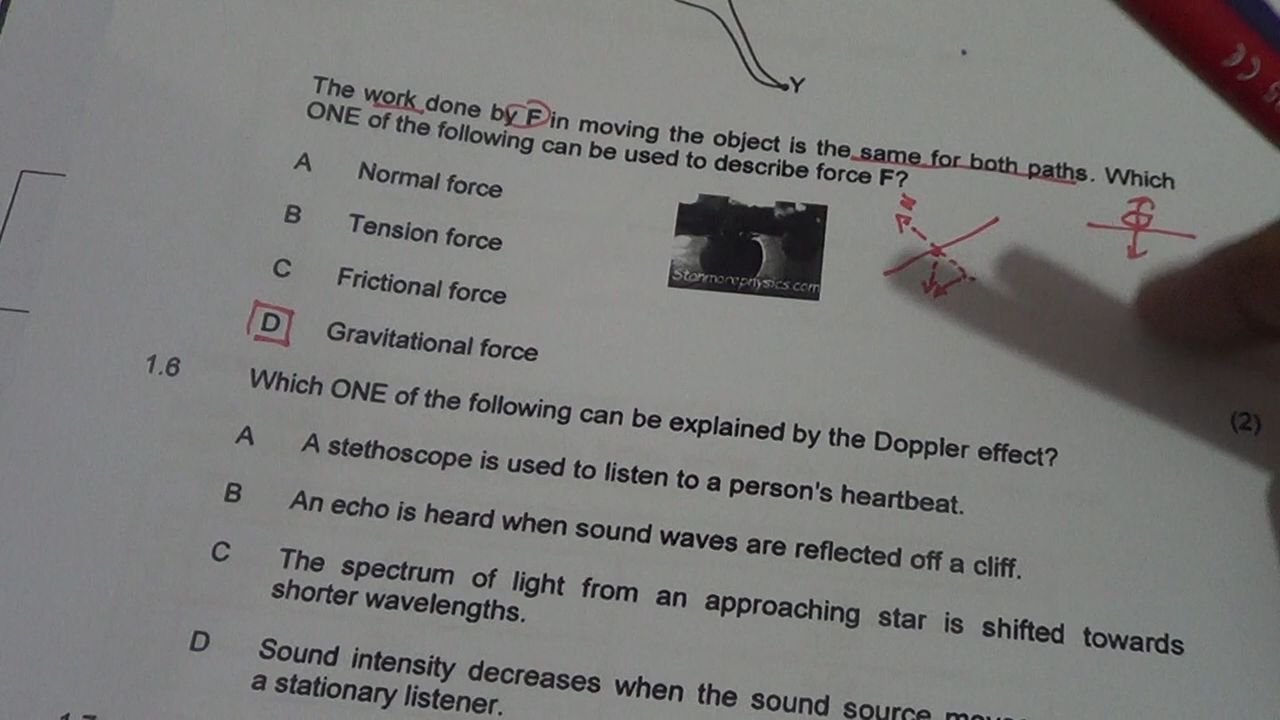 Y
The work done by F in moving the object is the same for both paths. Which
ONE of the following can be used to describe force F?
A Normal force
B Tension force
C Frictional force
D Gravitational force
Stanmorephysics.com
(2)
1.6 Which ONE of the following can be explained by the Doppler effect?
A A stethoscope is used to listen to a person's heartbeat.
B An echo is heard when sound waves are reflected off a cliff.
C The spectrum of light from an approaching star is shifted towards
shorter wavelengths.
D Sound intensity decreases when the sound source
a stationary listener.